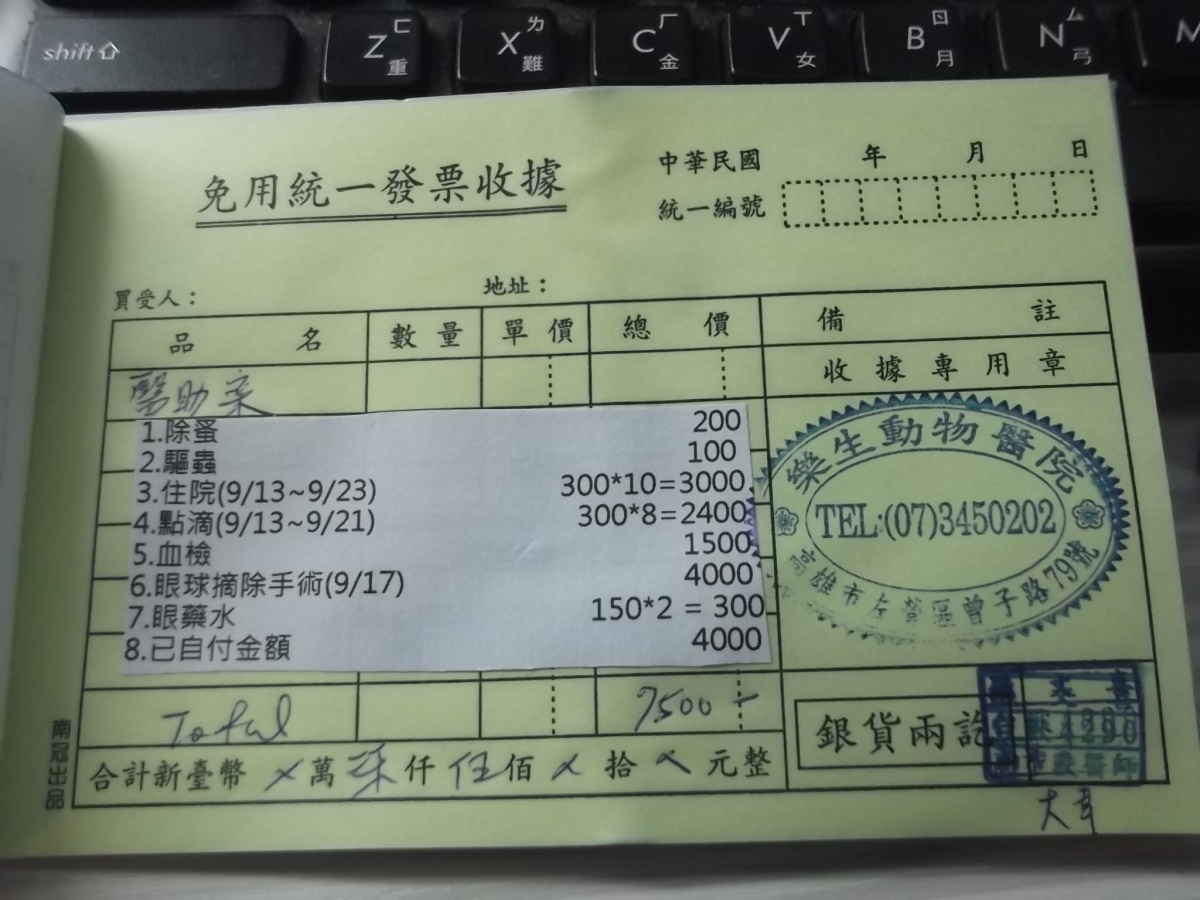 shift
Z ㄈ 重
X ㄌ 難
C ㄏ 金
V ㄒ 女
B ㄖ 月
N ㄙ 弓
M
免用統一發票收據
中華民國 年 月 日
統一編號
買受人：
地址：
品名 數量 單價 總價 備註
收據專用章
醫助案
1.除蚤 200
2.驅蟲 100
3.住院(9/13~9/23) 300*10=3000
4.點滴(9/13~9/21) 300*8=2400
5.血檢 1500
6.眼球摘除手術(9/17) 4000
7.眼藥水 150*2 = 300
8.已自付金額 4000
樂生動物醫院
TEL:(07)3450202
高雄市左營區曾子路79號
Total 7500-
銀貨兩訖
合計新臺幣 ㄨ萬 柒仟 伍佰 ㄨ拾 ㄨ元整
南冠出品